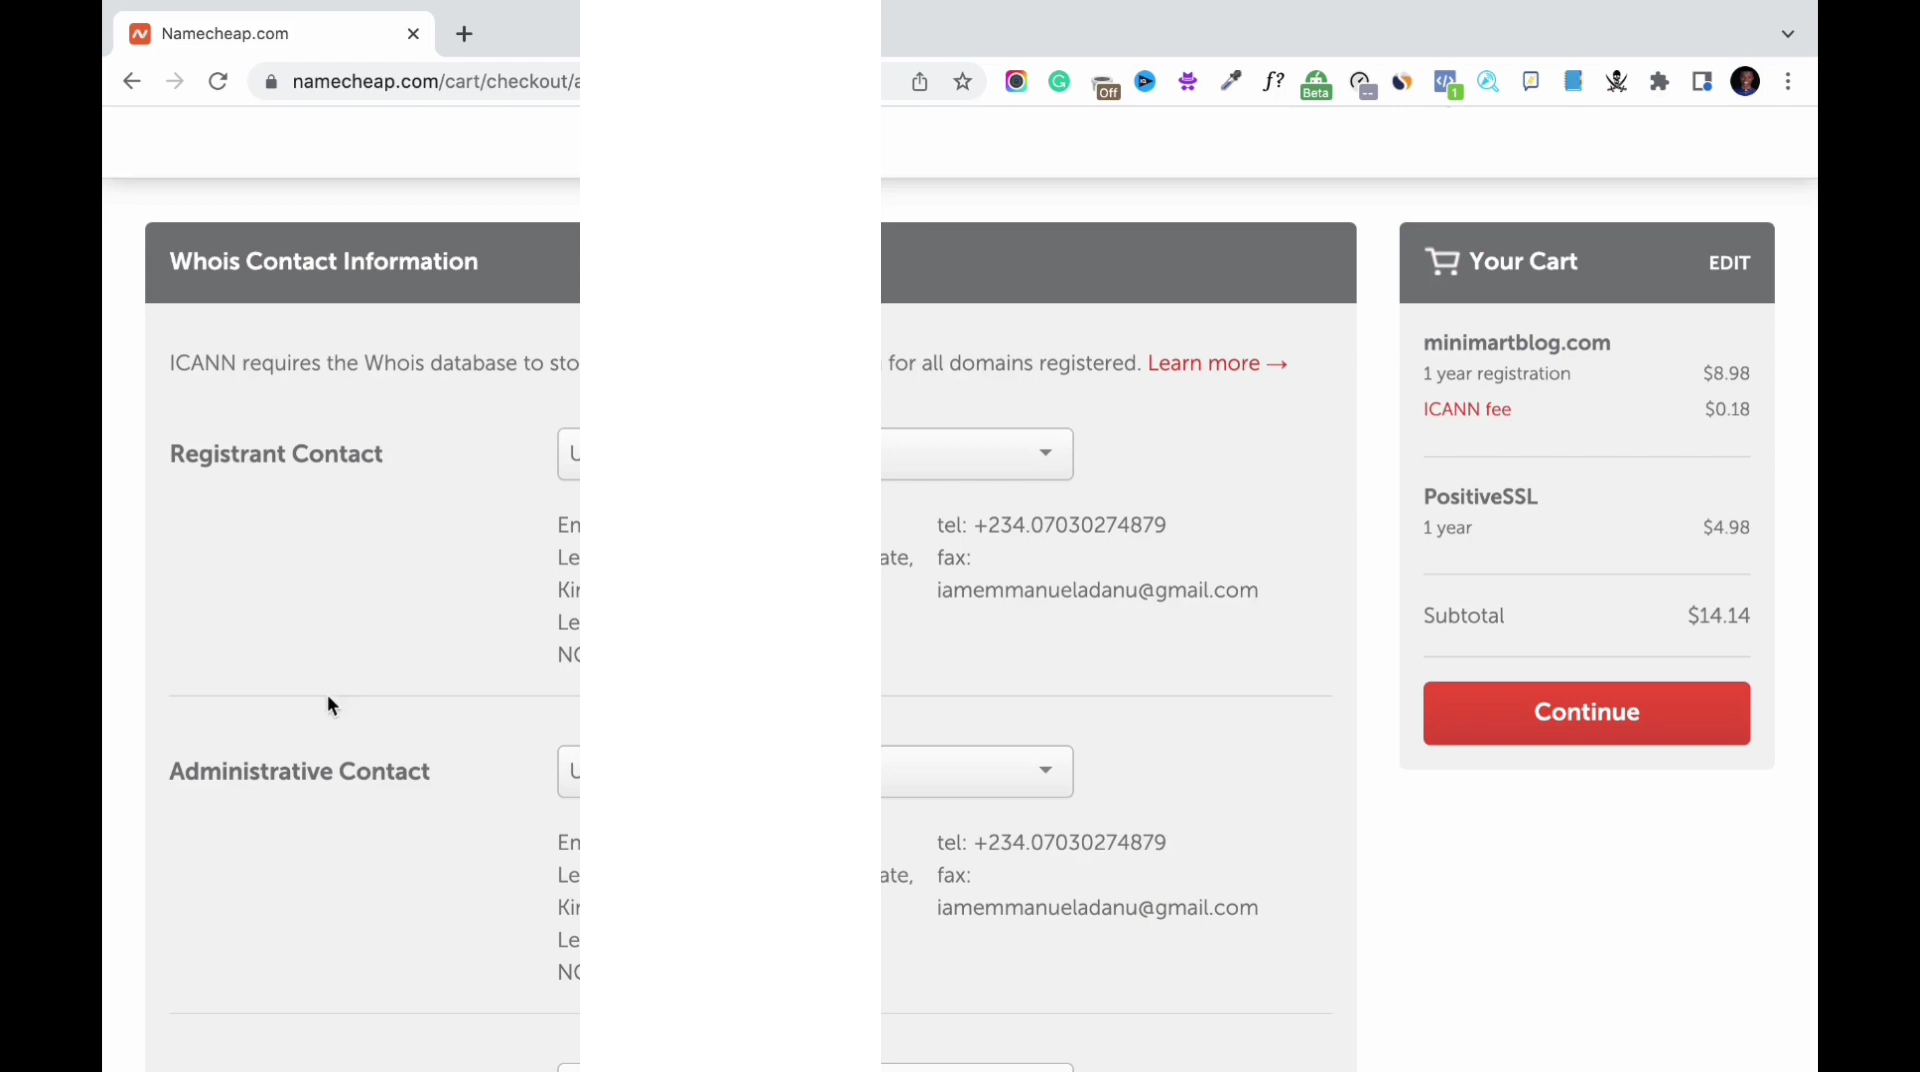 Namecheap.com
namecheap.com/cart/checkout/
Off
Beta
1
Whois Contact Information
ICANN requires the Whois database to
for all domains registered. Learn more →
Registrant Contact
tel: +234.07030274879
fax:
iamemmanueladanu@gmail.com
Administrative Contact
tel: +234.07030274879
fax:
iamemmanueladanu@gmail.com
Your Cart
EDIT
minimartblog.com
1 year registration $8.98
ICANN fee $0.18
PositiveSSL
1 year $4.98
Subtotal $14.14
Continue